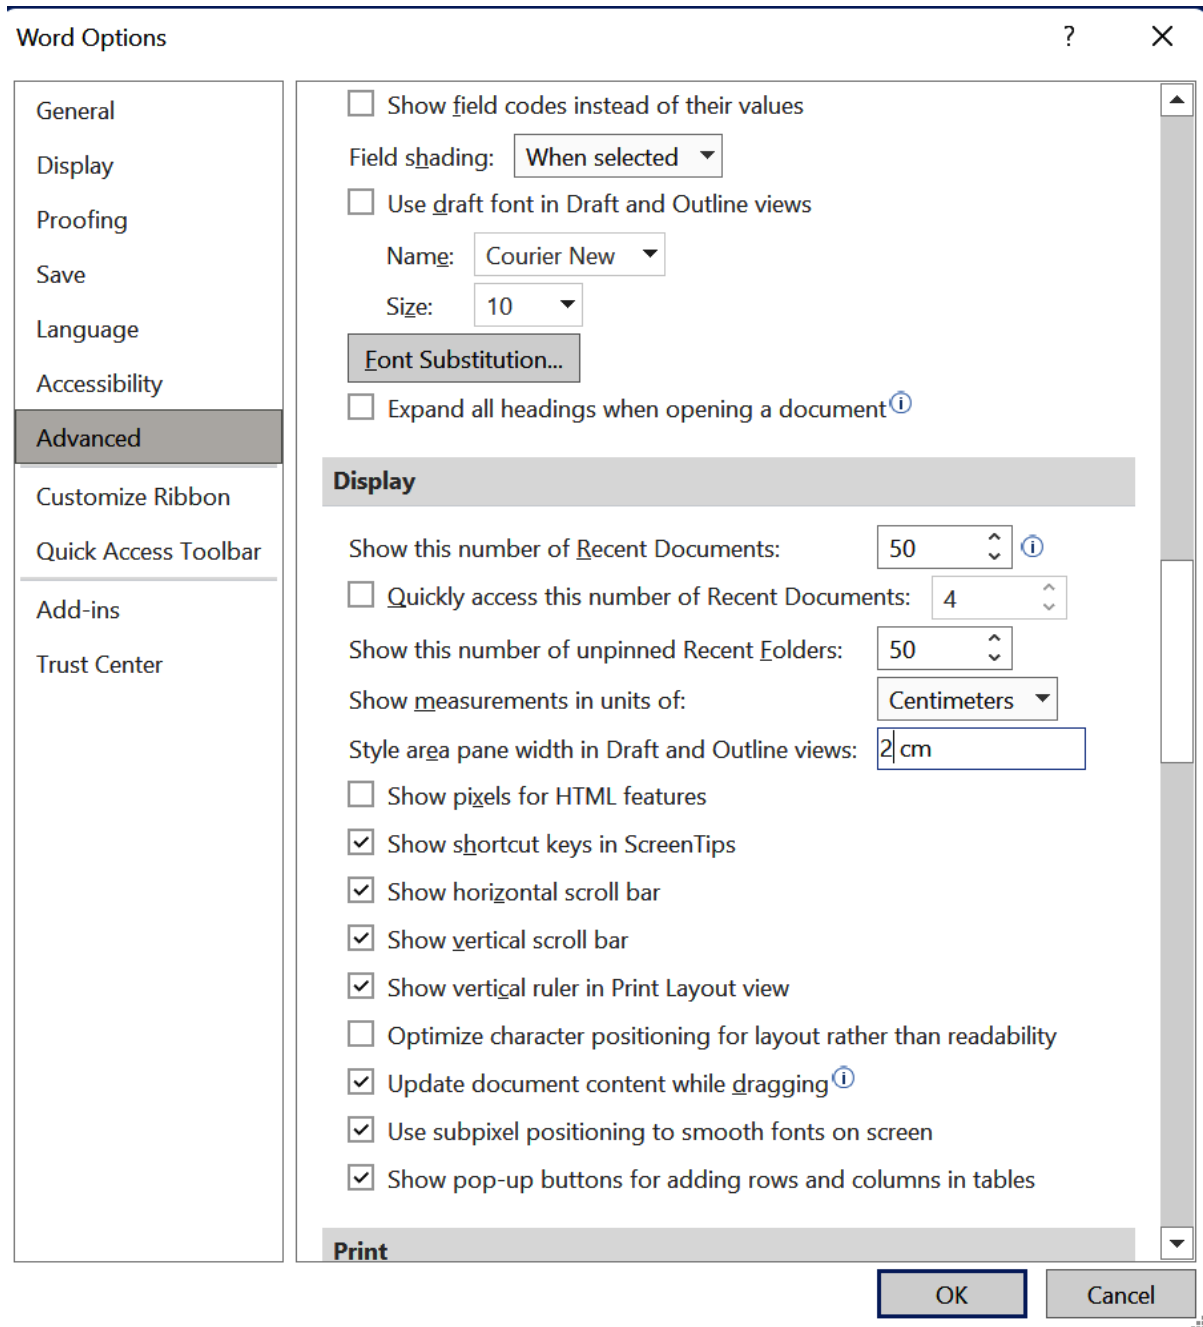 Word Options
?
General
Display
Proofing
Save
Language
Accessibility
Advanced
Customize Ribbon
Quick Access Toolbar
Add-ins
Trust Center
Show field codes instead of their values
Field shading: When selected
Use draft font in Draft and Outline views
Name: Courier New
Size: 10
Font Substitution...
Expand all headings when opening a document
Display
Show this number of Recent Documents: 50
Quickly access this number of Recent Documents: 4
Show this number of unpinned Recent Folders: 50
Show measurements in units of: Centimeters
Style area pane width in Draft and Outline views: 2 cm
Show pixels for HTML features
Show shortcut keys in ScreenTips
Show horizontal scroll bar
Show vertical scroll bar
Show vertical ruler in Print Layout view
Optimize character positioning for layout rather than readability
Update document content while dragging
Use subpixel positioning to smooth fonts on screen
Show pop-up buttons for adding rows and columns in tables
Print
OK Cancel